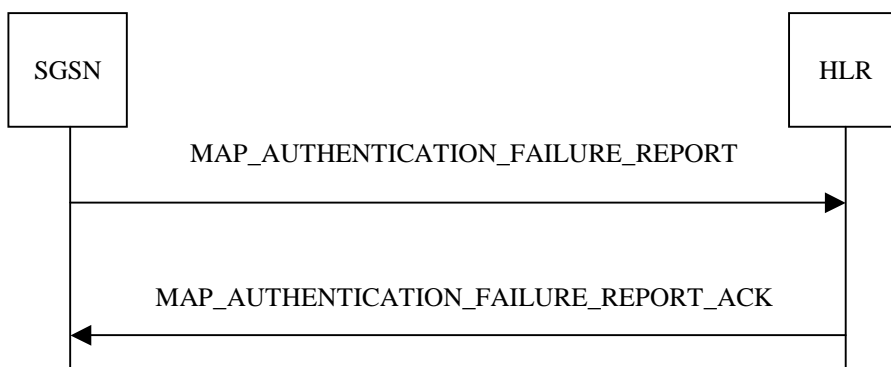 SGSN
HLR
MAP_AUTHENTICATION_FAILURE_REPORT
MAP_AUTHENTICATION_FAILURE_REPORT_ACK